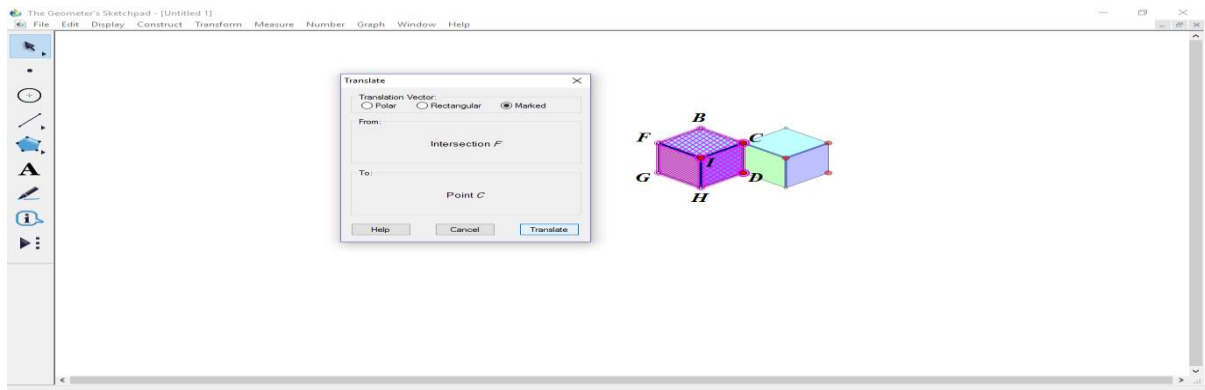 The Geometer's Sketchpad - [Untitled 1]
File Edit Display Construct Transform Measure Number Graph Window Help
A
Translate
Translation Vector:
Polar Rectangular Marked
From:
Intersection F
To:
Point C
Help Cancel Translate
B
F C
I
G D
H